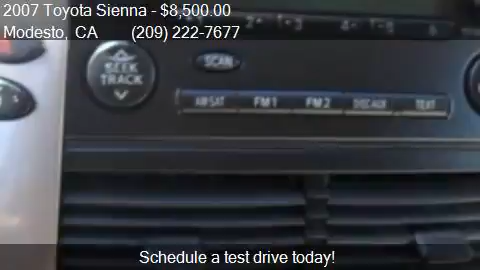 2007 Toyota Sienna - $8,500.00
Modesto, CA (209) 222-7677
SEEK
TRACK
SCAN
AM SAT FM1 FM2 DISC·AUX TEXT
Schedule a test drive today!